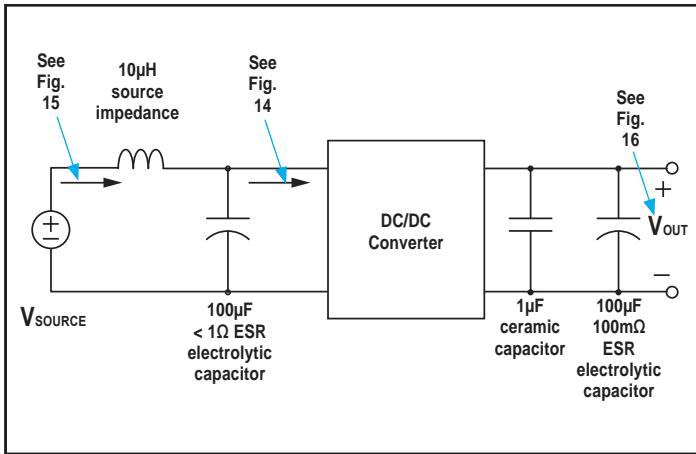 See
Fig.
15
10µH
source
impedance
See
Fig.
14
See
Fig.
16
DC/DC
Converter
+
−
+
VOUT
−
VSOURCE
100µF
< 1Ω ESR
electrolytic
capacitor
1µF
ceramic
capacitor
100µF
100mΩ
ESR
electrolytic
capacitor